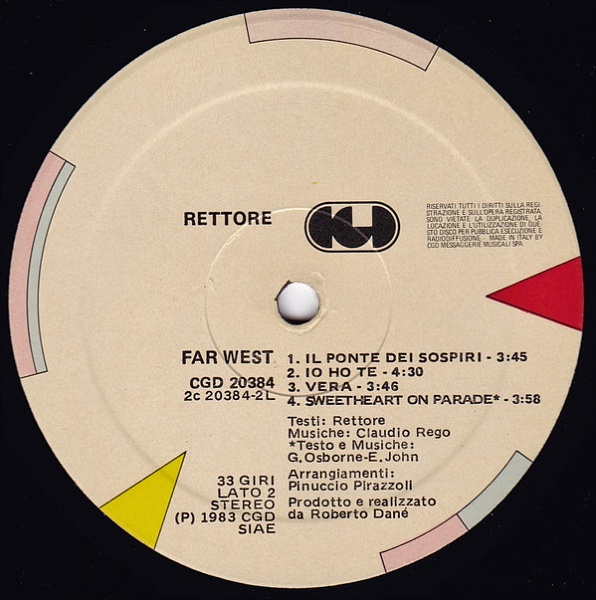 RETTORE
RISERVATI TUTTI I DIRITTI SULLA REGI
STRAZIONE E SULL'OPERA REGISTRATA,
SONO VIETATE LA DUPLICAZIONE, LA
LOCAZIONE E L'UTILIZZAZIONE DI QUE
STO DISCO PER PUBBLICA ESECUZIONE E
RADIODIFFUSIONE. - MADE IN ITALY BY
CGD MESSAGGERIE MUSICALI SPA
FAR WEST
CGD 20384
2c 20384-2L
1. IL PONTE DEI SOSPIRI - 3:45
2. IO HO TE - 4:30
3. VERA - 3:46
4. SWEETHEART ON PARADE* - 3:58
Testi: Rettore
Musiche: Claudio Rego
*Testo e Musiche:
G.Osborne-E.John
Arrangiamenti:
Pinuccio Pirazzoli
Prodotto e realizzato
da Roberto Dané
33 GIRI
LATO 2
STEREO
(P) 1983 CGD
SIAE